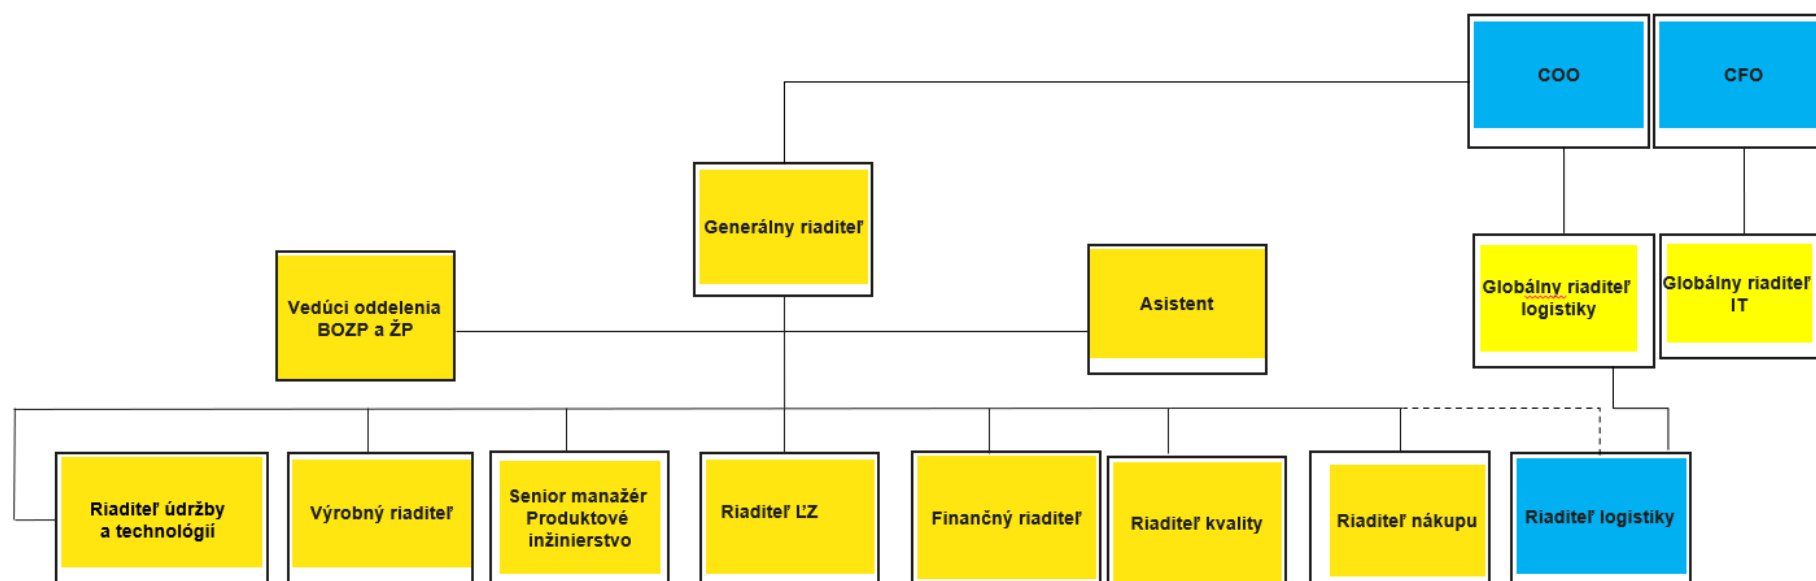 COO
CFO
Generálny riaditeľ
Vedúci oddelenia
BOZP a ŽP
Asistent
Globálny riaditeľ
logistiky
Globálny riaditeľ
IT
Riaditeľ údržby
a technológií
Výrobný riaditeľ
Senior manažér
Produktové
inžinierstvo
Riaditeľ ĽZ
Finančný riaditeľ
Riaditeľ kvality
Riaditeľ nákupu
Riaditeľ logistiky